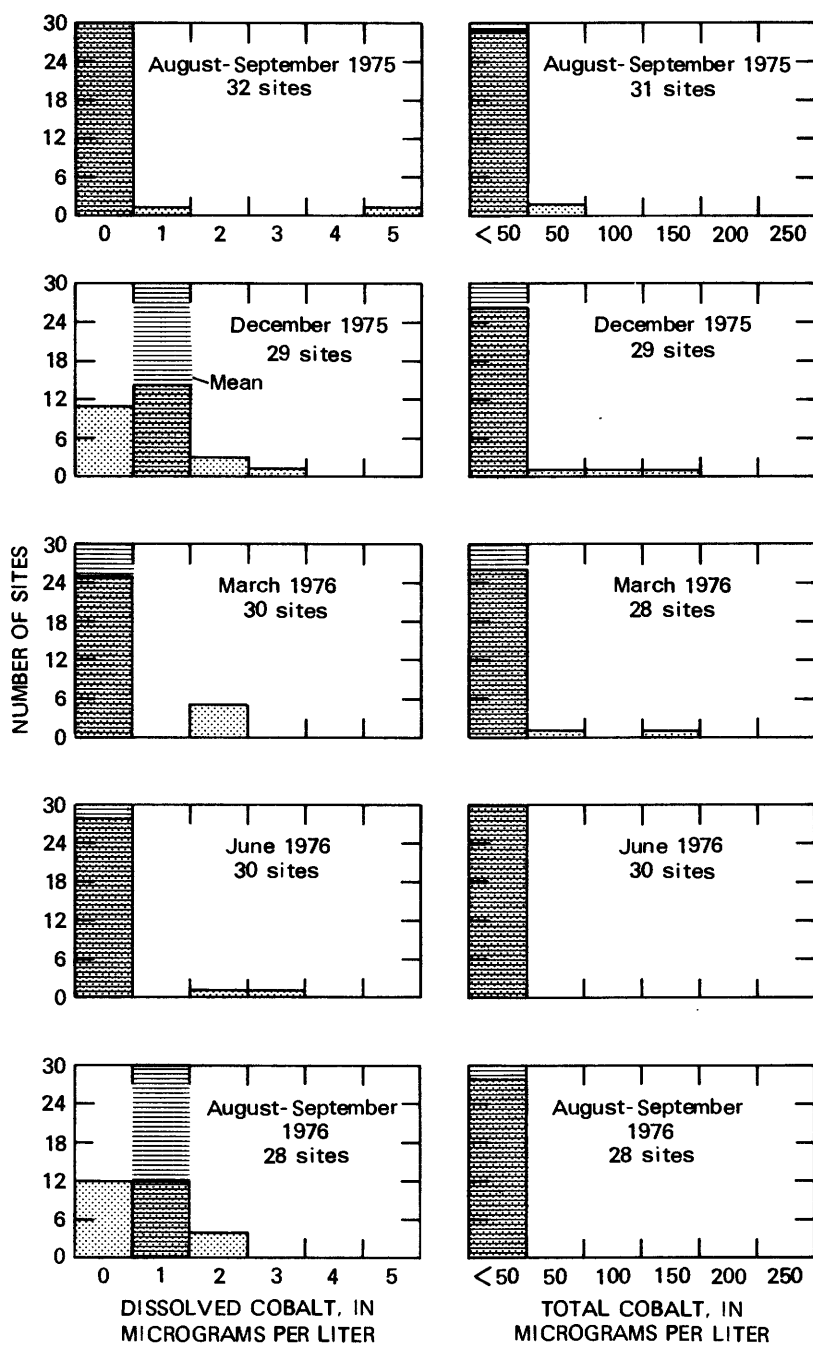 NUMBER OF SITES
30
24
18
12
6
0
August-September 1975
32 sites
0 1 2 3 4 5
August-September 1975
31 sites
<50 50 100 150 200 250
30
24
18
12
6
0
December 1975
29 sites
Mean
December 1975
29 sites
30
24
18
12
6
0
March 1976
30 sites
March 1976
28 sites
30
24
18
12
6
0
June 1976
30 sites
June 1976
30 sites
30
24
18
12
6
0
August-September
1976
28 sites
0 1 2 3 4 5
August-September
1976
28 sites
<50 50 100 150 200 250
DISSOLVED COBALT, IN
MICROGRAMS PER LITER
TOTAL COBALT, IN
MICROGRAMS PER LITER